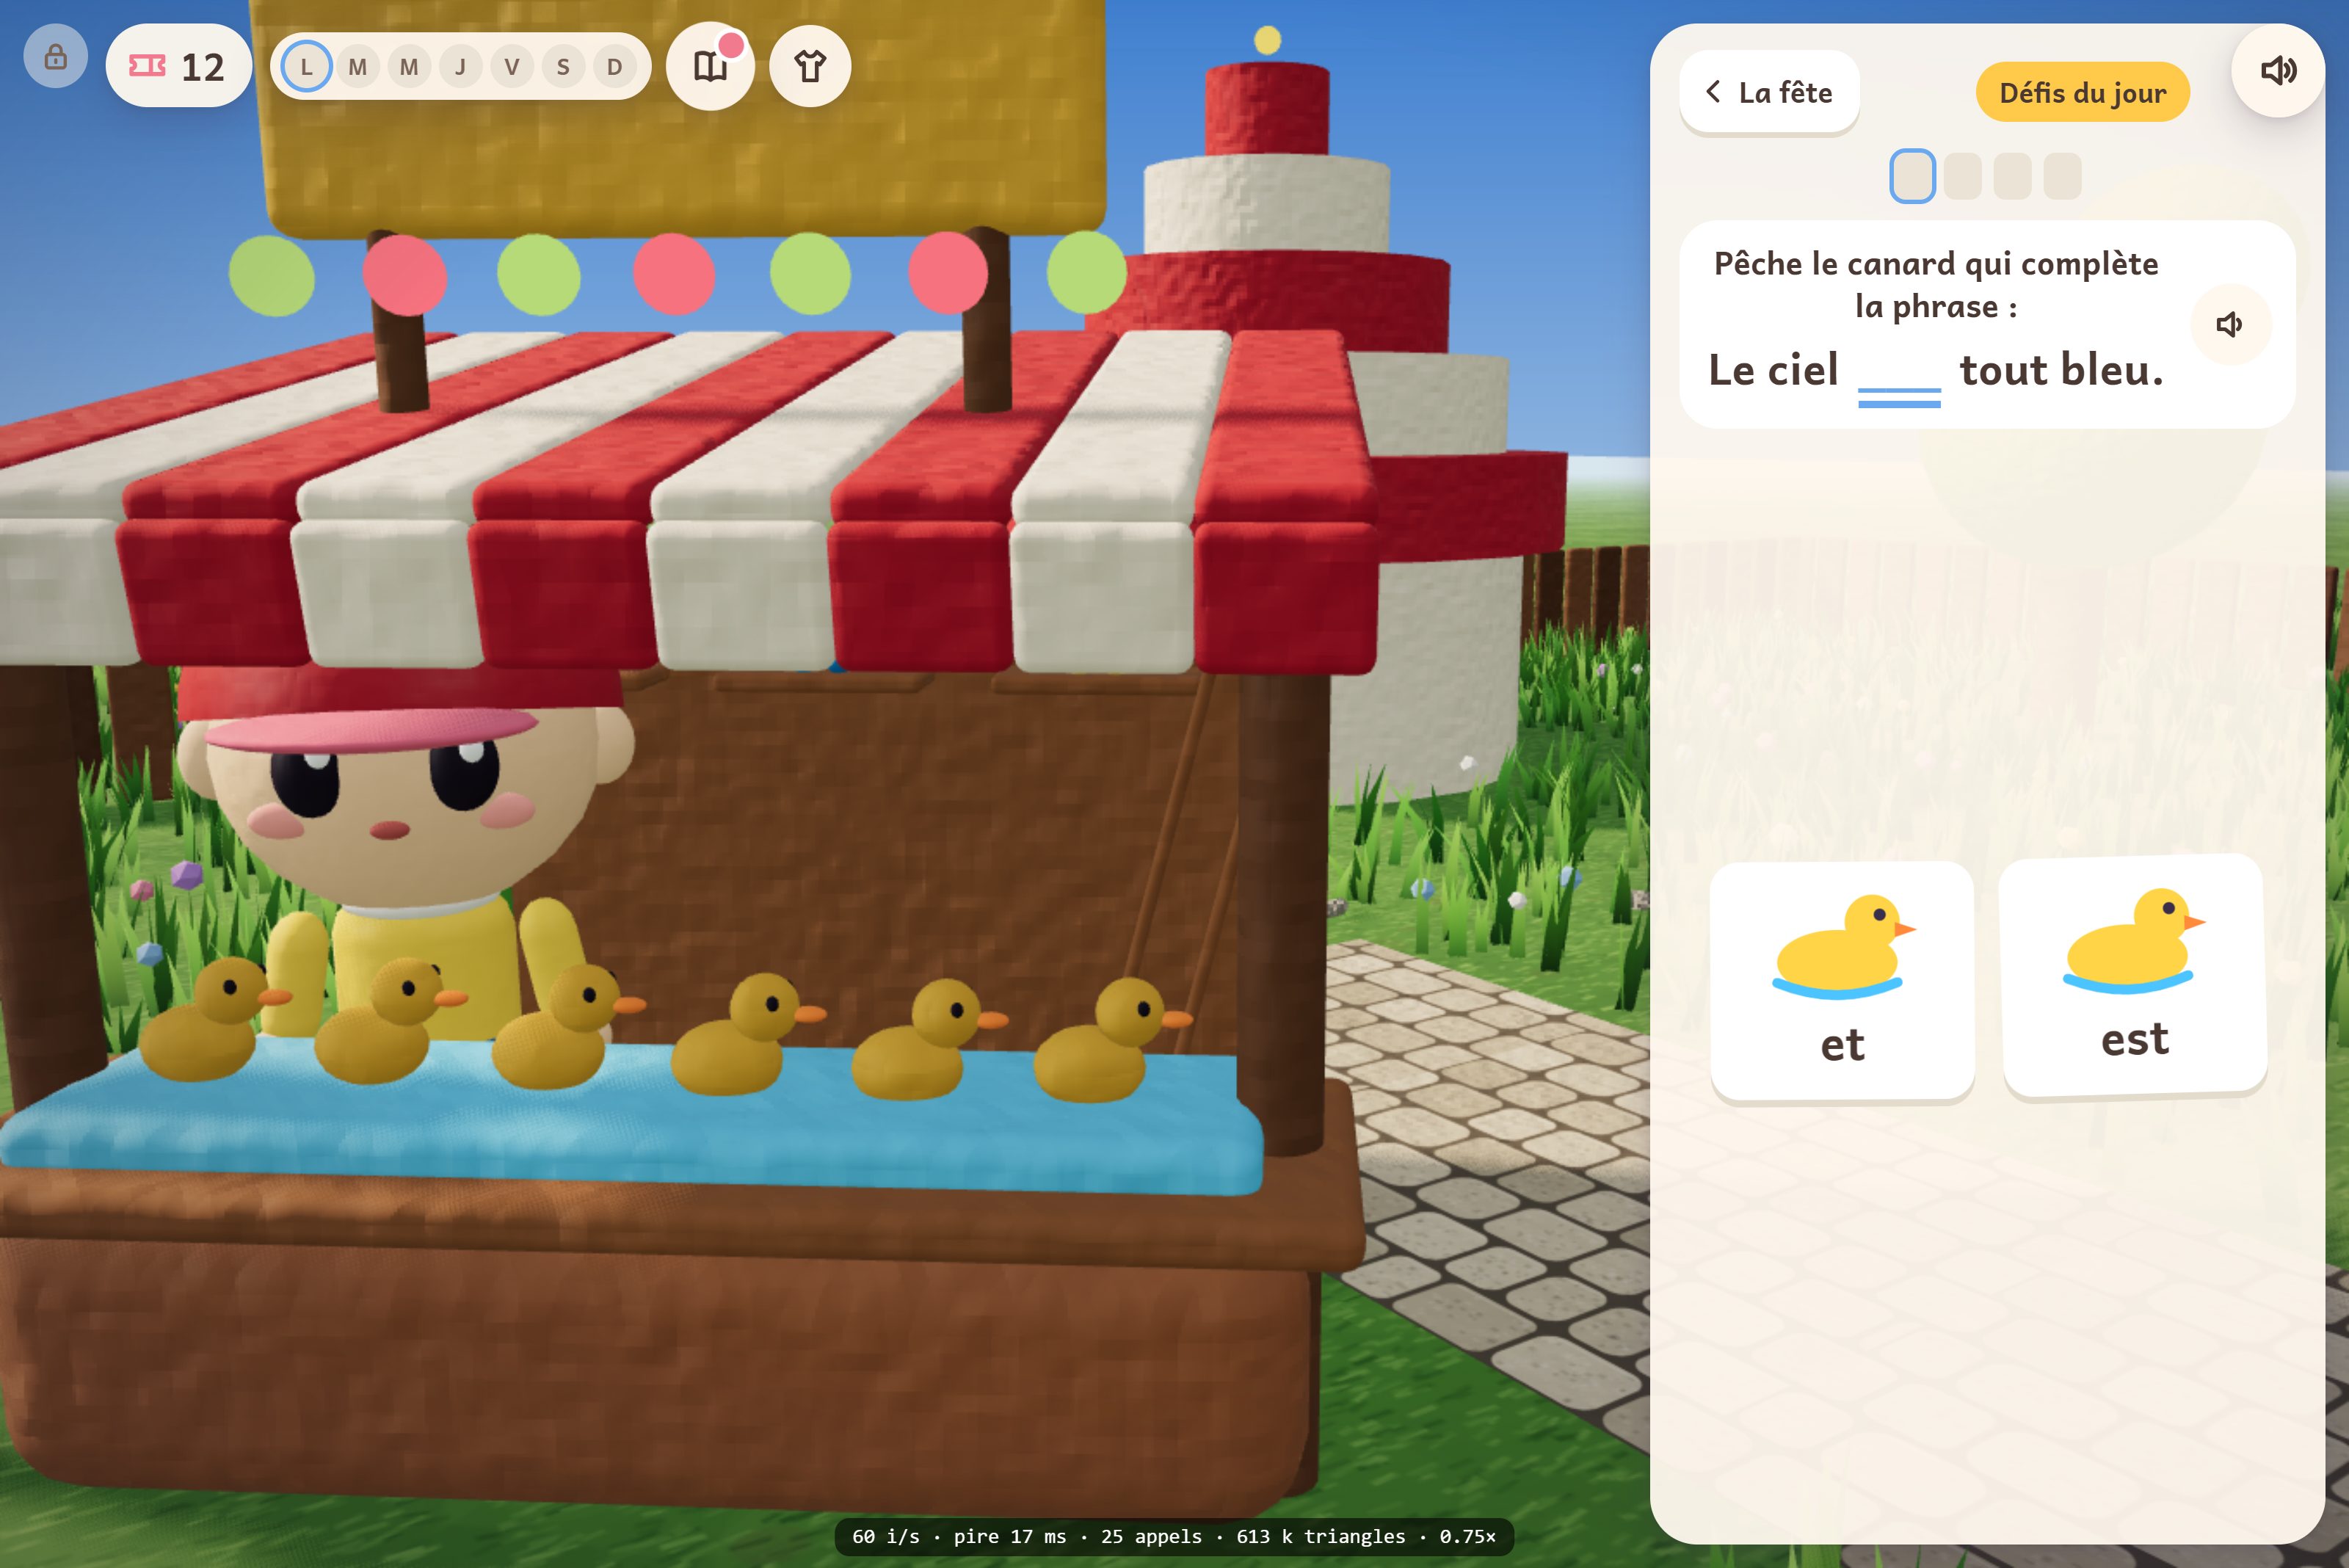 12
L M M J V S D
La fête
Défis du jour
Pêche le canard qui complète
la phrase :
Le ciel ___ tout bleu.
et
est
60 i/s · pire 17 ms · 25 appels · 613 k triangles · 0.75×